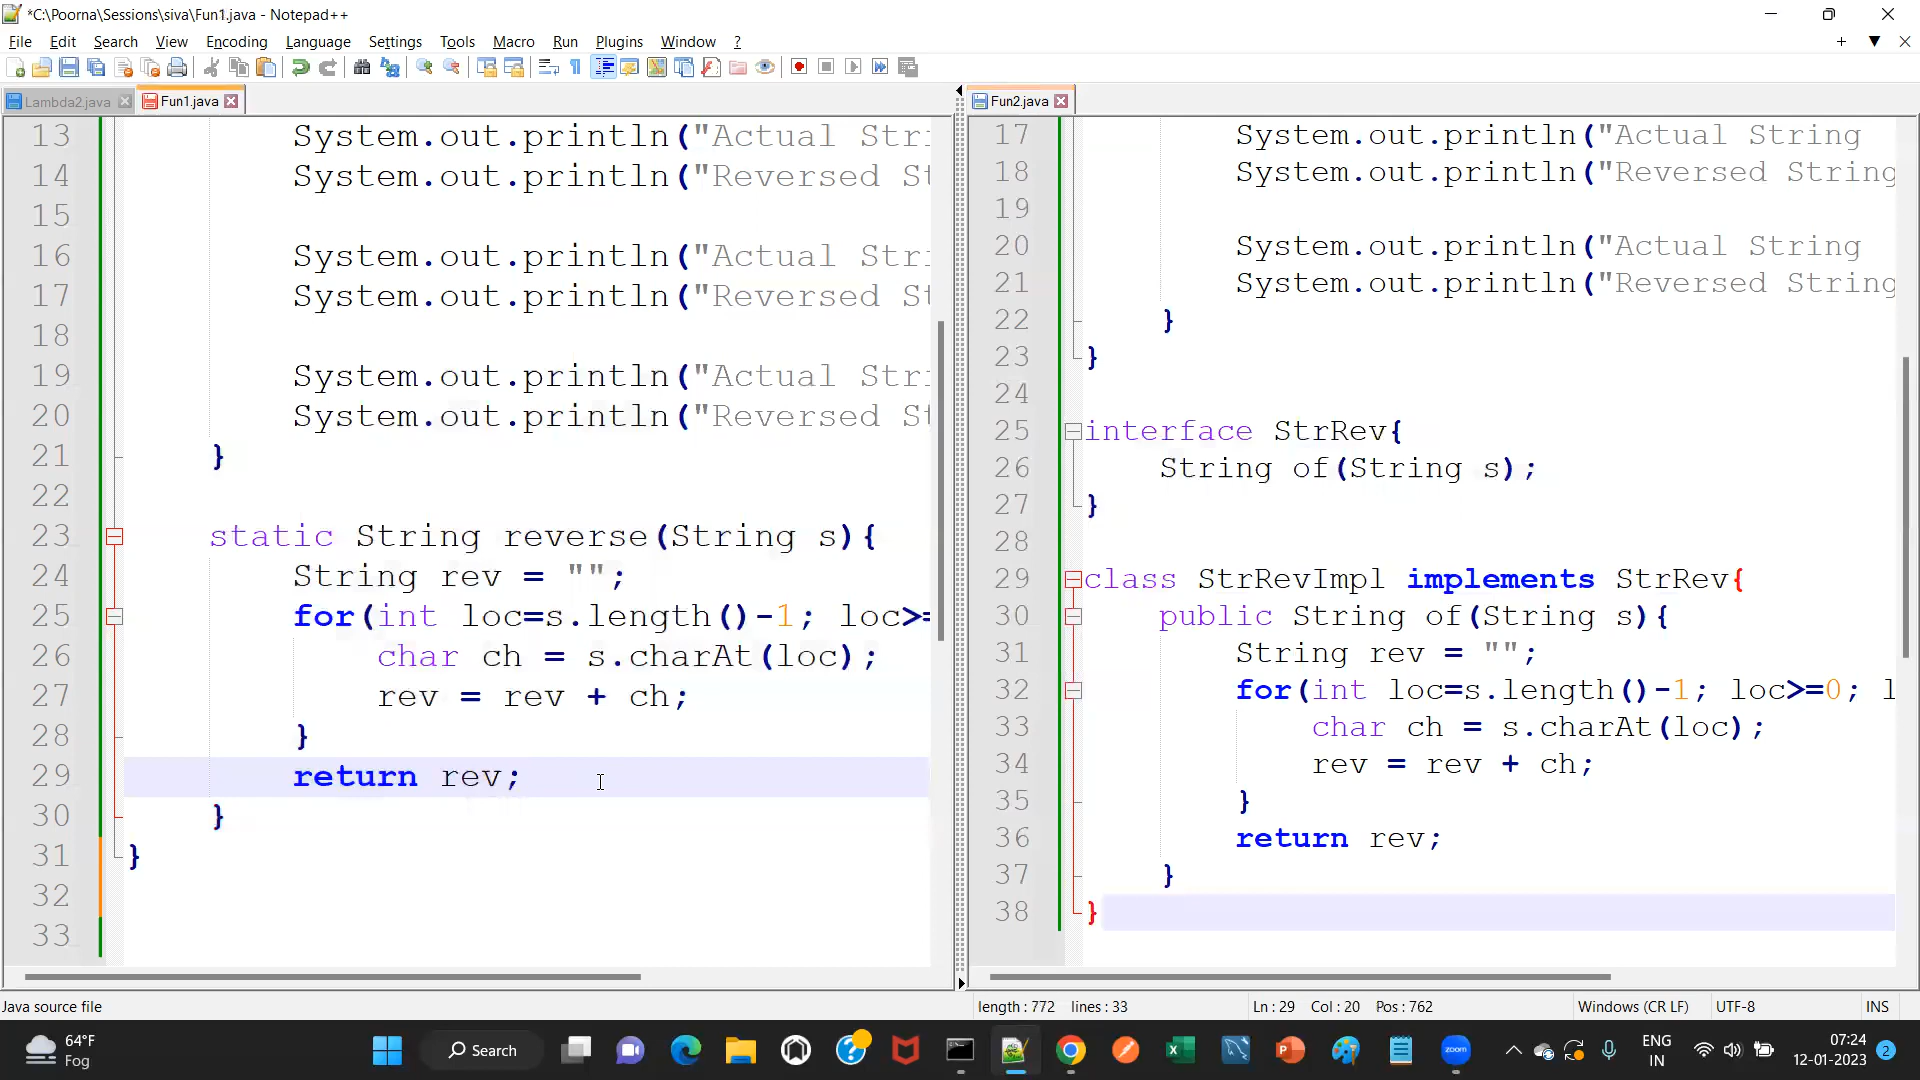 *C:\Poorna\Sessions\siva\Fun1.java - Notepad++
File Edit Search View Encoding Language Settings Tools Macro Run Plugins Window ?
Lambda2.java
Fun1.java
13 System.out.println("Actual Stri
14 System.out.println("Reversed St
15
16 System.out.println("Actual Stri
17 System.out.println("Reversed St
18
19 System.out.println("Actual Stri
20 System.out.println("Reversed St
21 }
22
23 static String reverse(String s){
24 String rev = "";
25 for(int loc=s.length()-1; loc>=
26 char ch = s.charAt(loc);
27 rev = rev + ch;
28 }
29 return rev;
30 }
31 }
32
33
Fun2.java
17 System.out.println("Actual String
18 System.out.println("Reversed String
19
20 System.out.println("Actual String
21 System.out.println("Reversed String
22 }
23 }
24
25 interface StrRev{
26 String of(String s);
27 }
28
29 class StrRevImpl implements StrRev{
30 public String of(String s){
31 String rev = "";
32 for(int loc=s.length()-1; loc>=0; l
33 char ch = s.charAt(loc);
34 rev = rev + ch;
35 }
36 return rev;
37 }
38 }
Java source file length : 772 lines : 33 Ln : 29 Col : 20 Pos : 762 Windows (CR LF) UTF-8 INS
64°F
Fog
Search
zoom
ENG
IN
07:24
12-01-2023
2